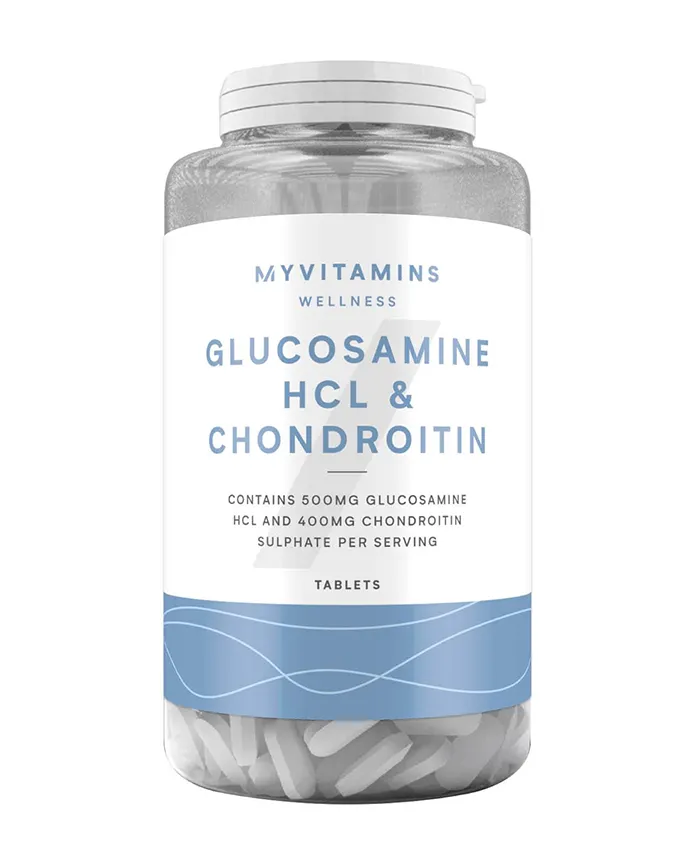 MYVITAMINS
WELLNESS
GLUCOSAMINE
HCL &
CHONDROITIN
CONTAINS 500MG GLUCOSAMINE
HCL AND 400MG CHONDROITIN
SULPHATE PER SERVING
TABLETS